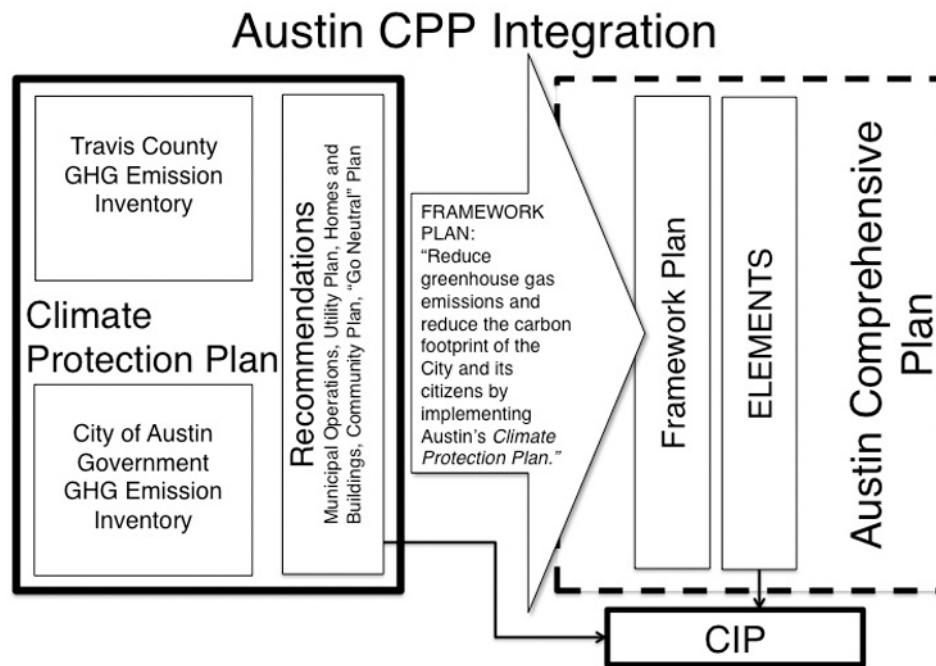 Austin CPP Integration
Travis County
GHG Emission
Inventory
Climate
Protection Plan
City of Austin
Government
GHG Emission
Inventory
Recommendations
Municipal Operations, Utility Plan, Homes and
Buildings, Community Plan, “Go Neutral” Plan
FRAMEWORK
PLAN:
“Reduce
greenhouse gas
emissions and
reduce the carbon
footprint of the
City and its
citizens by
implementing
Austin’s Climate
Protection Plan.”
Framework Plan
ELEMENTS
Austin Comprehensive
Plan
CIP